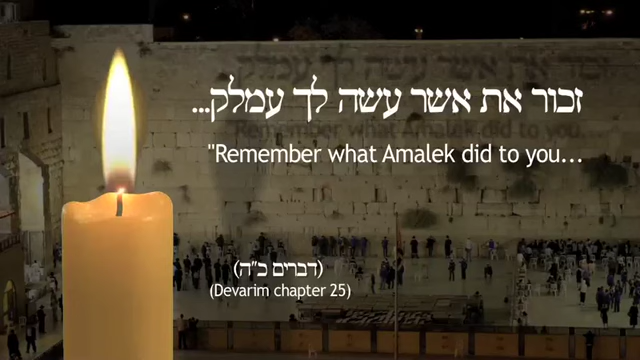 זכור את אשר עשה לך עמלק...
"Remember what Amalek did to you...
(דברים כ"ה)
(Devarim chapter 25)